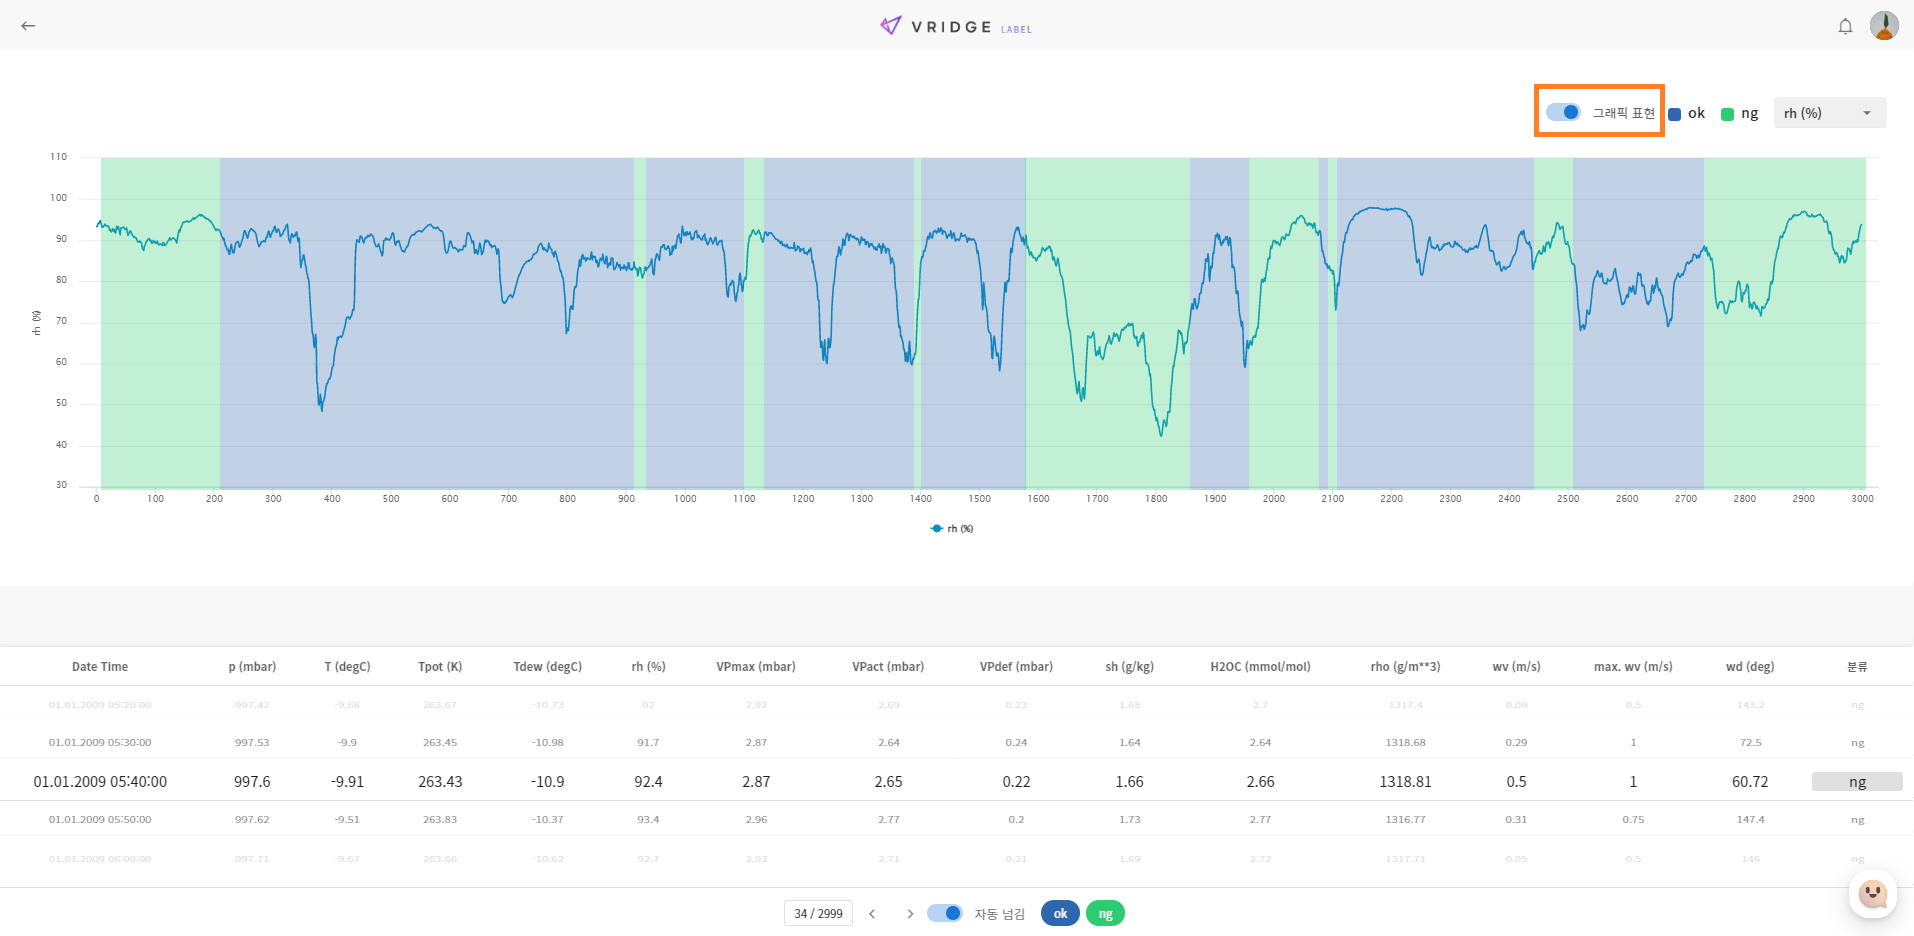 VRIDGE LABEL
그래픽 표현 ok ng rh (%)
110
100
90
80
70
60
50
40
30
rh (%)
0 100 200 300 400 500 600 700 800 900 1000 1100 1200 1300 1400 1500 1600 1700 1800 1900 2000 2100 2200 2300 2400 2500 2600 2700 2800 2900 3000
rh (%)
Date Time p (mbar) T (degC) Tpot (K) Tdew (degC) rh (%) VPmax (mbar) VPact (mbar) VPdef (mbar) sh (g/kg) H2OC (mmol/mol) rho (g/m**3) wv (m/s) max. wv (m/s) wd (deg) 분류
01.01.2009 05:20:00 997.42 -9.68 263.67 -10.73 92 2.92 2.69 0.23 1.68 2.7 1317.4 0.09 0.5 143.2 ng
01.01.2009 05:30:00 997.53 -9.9 263.45 -10.98 91.7 2.87 2.64 0.24 1.64 2.64 1318.68 0.29 1 72.5 ng
01.01.2009 05:40:00 997.6 -9.91 263.43 -10.9 92.4 2.87 2.65 0.22 1.66 2.66 1318.81 0.5 1 60.72 ng
01.01.2009 05:50:00 997.62 -9.51 263.83 -10.37 93.4 2.96 2.77 0.2 1.73 2.77 1316.77 0.31 0.75 147.4 ng
01.01.2009 06:00:00 997.71 -9.67 263.66 -10.62 92.7 2.93 2.71 0.21 1.69 2.72 1317.71 0.05 0.5 146 ng
34 / 2999 자동 넘김 ok ng